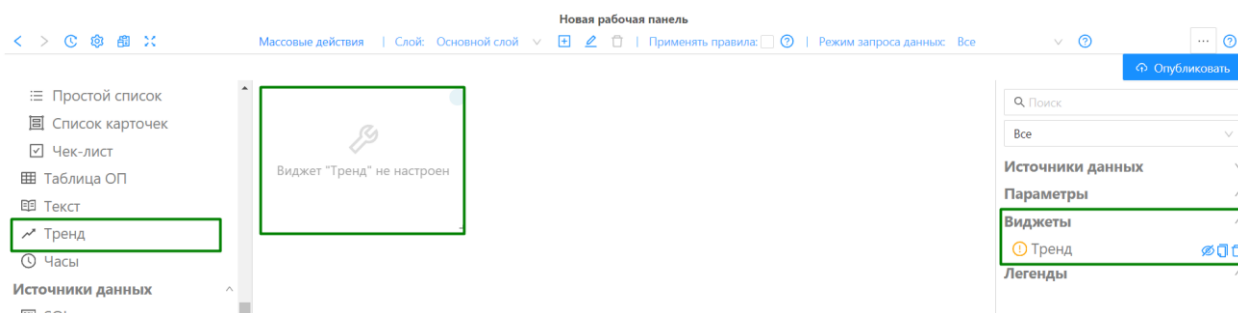 Новая рабочая панель
Массовые действия | Слой: Основной слой | Применять правила: | Режим запроса данных: Все
Опубликовать
Простой список
Список карточек
Чек-лист
Таблица ОП
Текст
Тренд
Часы
Источники данных
Виджет "Тренд" не настроен
Поиск
Все
Источники данных
Параметры
Виджеты
Тренд
Легенды